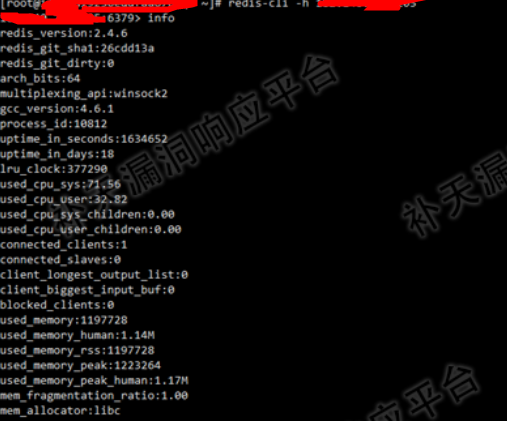 [root@ ~]# redis-cli -h
:6379> info
redis_version:2.4.6
redis_git_sha1:26cdd13a
redis_git_dirty:0
arch_bits:64
multiplexing_api:winsock2
gcc_version:4.6.1
process_id:10812
uptime_in_seconds:1634652
uptime_in_days:18
lru_clock:377290
used_cpu_sys:71.56
used_cpu_user:32.82
used_cpu_sys_children:0.00
used_cpu_user_children:0.00
connected_clients:1
connected_slaves:0
client_longest_output_list:0
client_biggest_input_buf:0
blocked_clients:0
used_memory:1197728
used_memory_human:1.14M
used_memory_rss:1197728
used_memory_peak:1223264
used_memory_peak_human:1.17M
mem_fragmentation_ratio:1.00
mem_allocator:libc
补天漏洞响应平台
补天漏
应平台